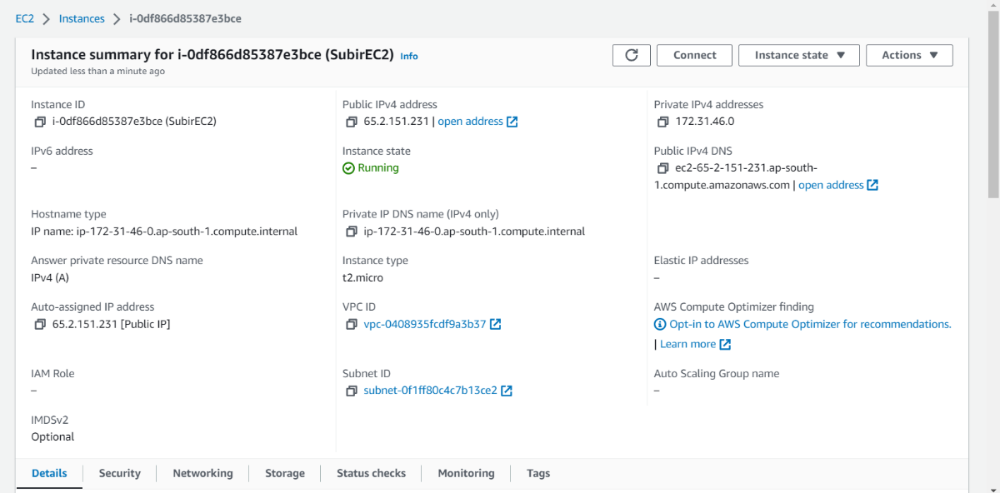 EC2 > Instances > i-0df866d85387e3bce
Instance summary for i-0df866d85387e3bce (SubirEC2) Info
Updated less than a minute ago
Connect
Instance state
Actions
Instance ID
i-0df866d85387e3bce (SubirEC2)
Public IPv4 address
65.2.151.231 | open address
Private IPv4 addresses
172.31.46.0
IPv6 address
–
Instance state
Running
Public IPv4 DNS
ec2-65-2-151-231.ap-south-
1.compute.amazonaws.com | open address
Hostname type
IP name: ip-172-31-46-0.ap-south-1.compute.internal
Private IP DNS name (IPv4 only)
ip-172-31-46-0.ap-south-1.compute.internal
Answer private resource DNS name
IPv4 (A)
Instance type
t2.micro
Elastic IP addresses
–
Auto-assigned IP address
65.2.151.231 [Public IP]
VPC ID
vpc-0408935fcdf9a3b37
AWS Compute Optimizer finding
Opt-in to AWS Compute Optimizer for recommendations.
| Learn more
IAM Role
–
Subnet ID
subnet-0f1ff80c4c7b13ce2
Auto Scaling Group name
–
IMDSv2
Optional
Details
Security
Networking
Storage
Status checks
Monitoring
Tags